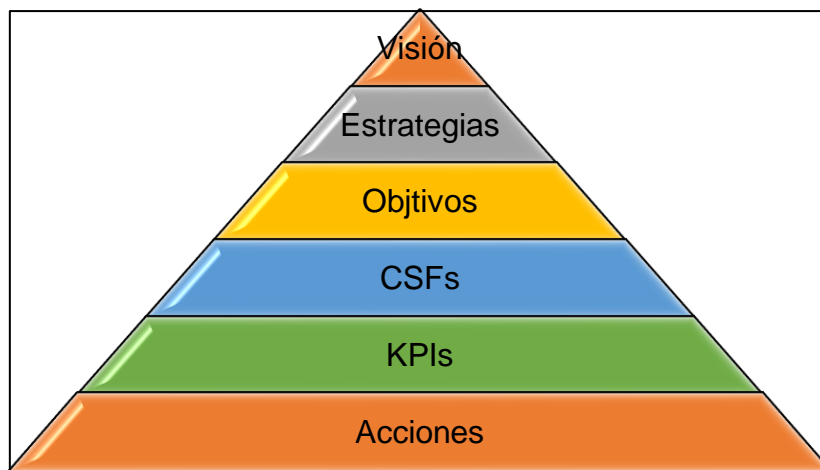 Visión
Estrategias
Objtivos
CSFs
KPIs
Acciones